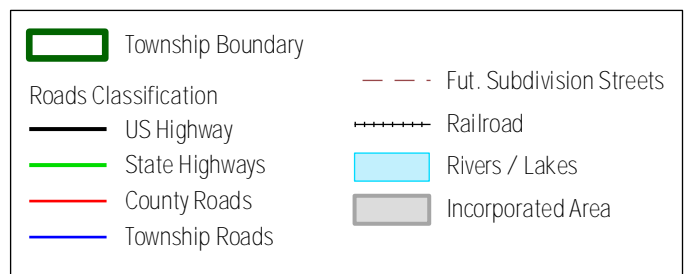 Township Boundary
Roads Classification
US Highway
State Highways
County Roads
Township Roads
Fut. Subdivision Streets
Railroad
Rivers / Lakes
Incorporated Area